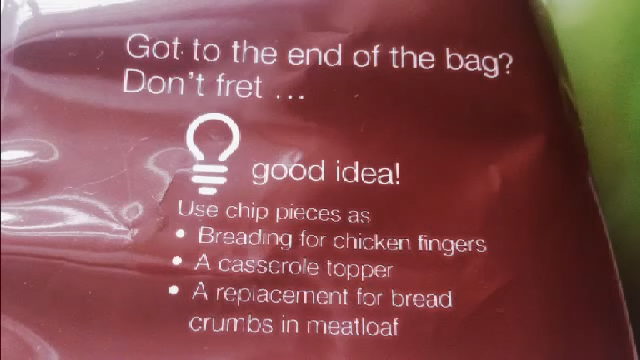 Got to the end of the bag?
Don't fret ...
good idea!
Use chip pieces as
• Breading for chicken fingers
• A casserole topper
• A replacement for bread
crumbs in meatloaf